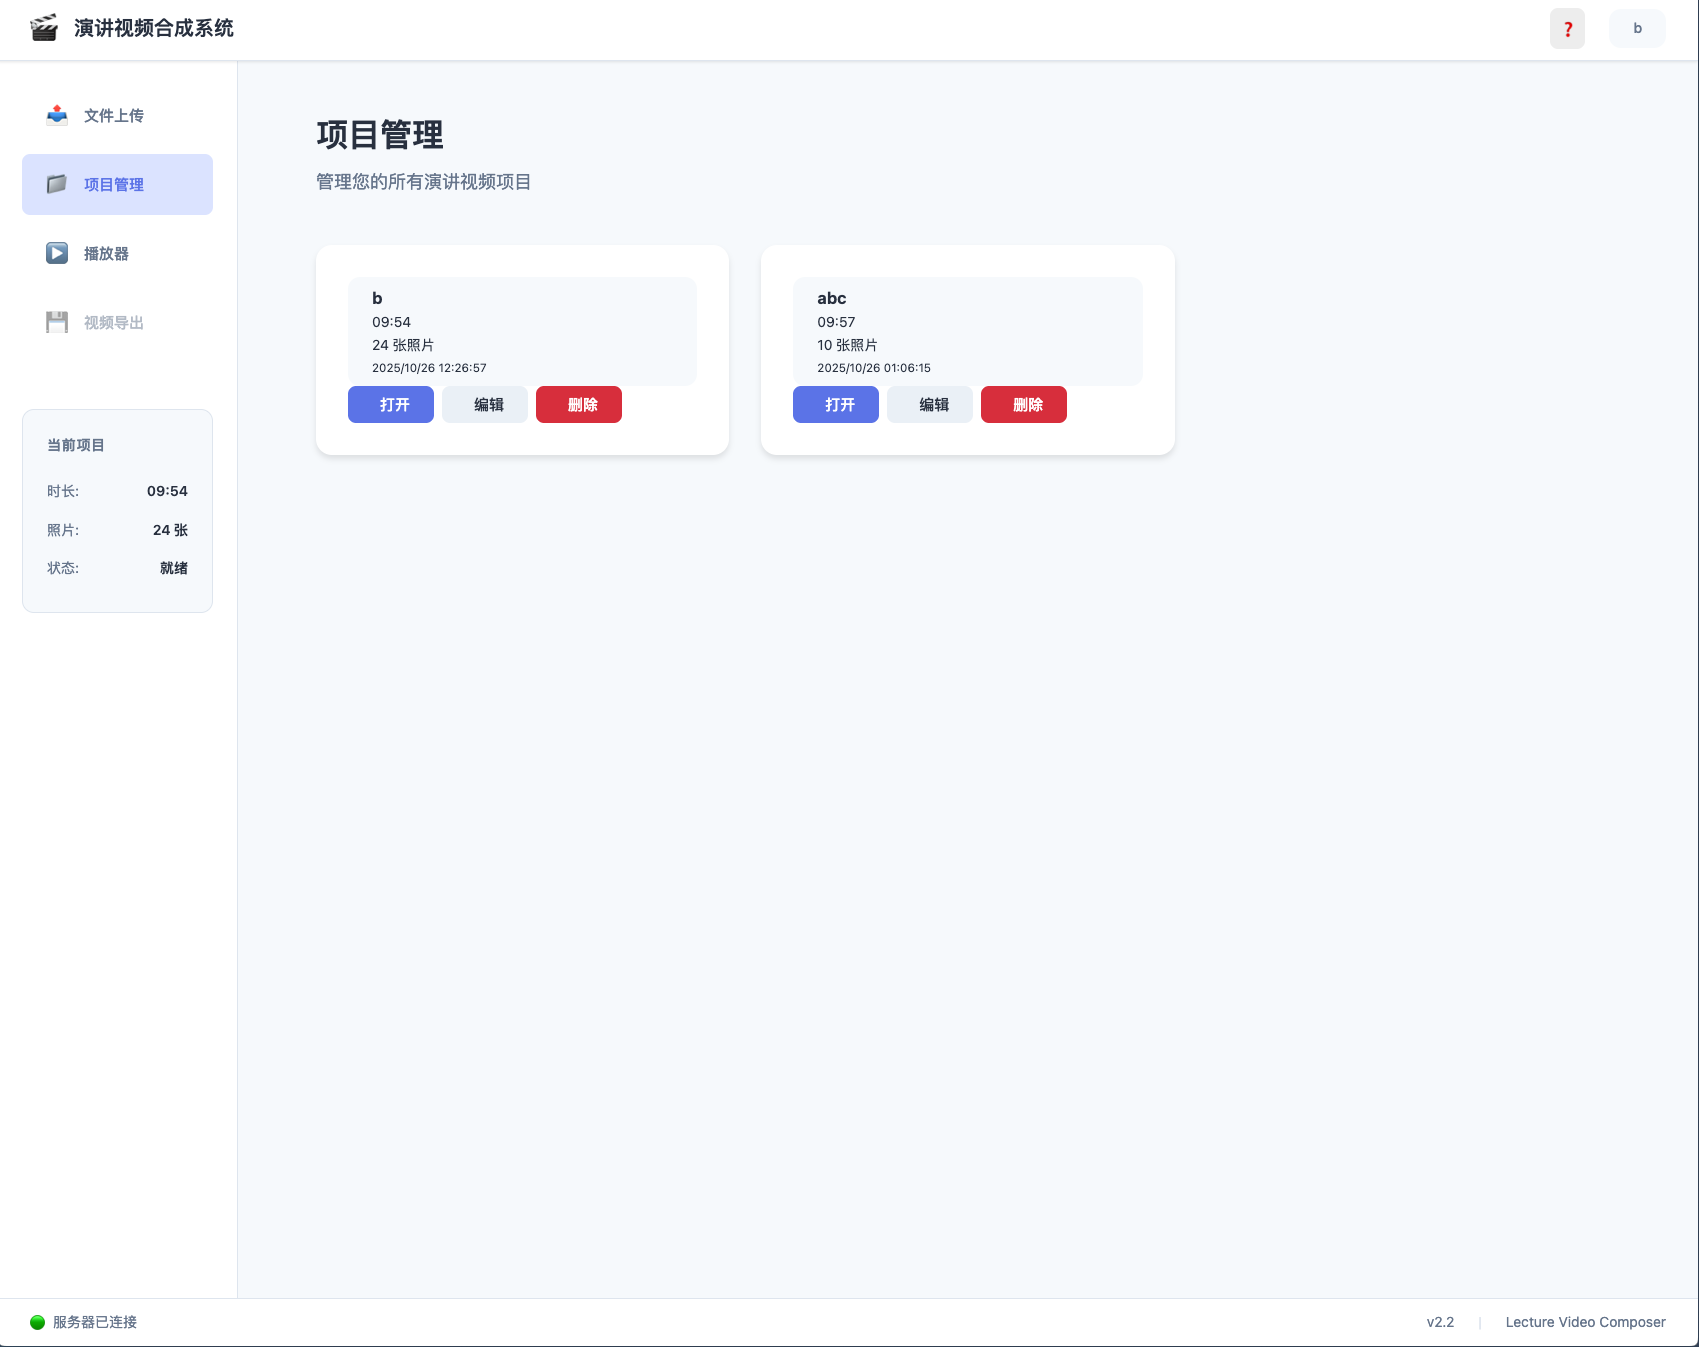 演讲视频合成系统
❓
b
文件上传
项目管理
播放器
视频导出
当前项目
时长: 09:54
照片: 24 张
状态: 就绪
项目管理
管理您的所有演讲视频项目
b
09:54
24 张照片
2025/10/26 12:26:57
打开 编辑 删除
abc
09:57
10 张照片
2025/10/26 01:06:15
打开 编辑 删除
服务器已连接
v2.2 | Lecture Video Composer